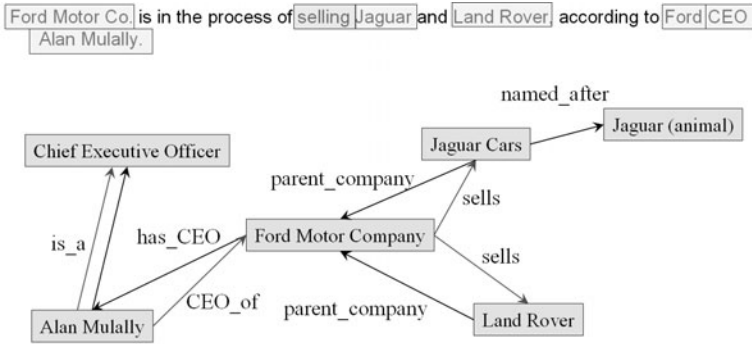 Ford Motor Co. is in the process of selling Jaguar and Land Rover, according to Ford CEO
Alan Mulally.
named_after
Jaguar (animal)
Jaguar Cars
Chief Executive Officer
parent_company
sells
is_a
has_CEO
Ford Motor Company
sells
CEO_of
parent_company
Alan Mulally
Land Rover